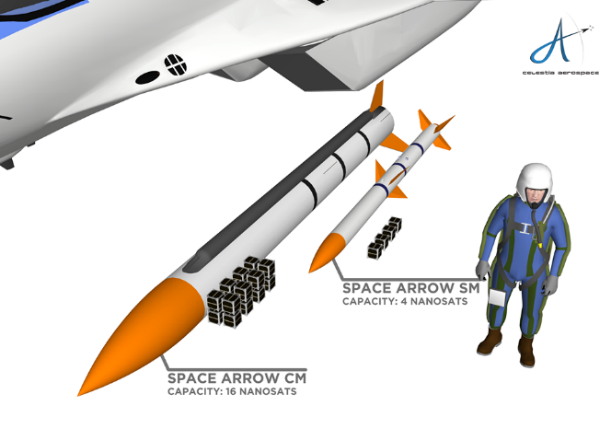 celestia aerospace
SPACE ARROW SM
CAPACITY: 4 NANOSATS
SPACE ARROW CM
CAPACITY: 16 NANOSATS